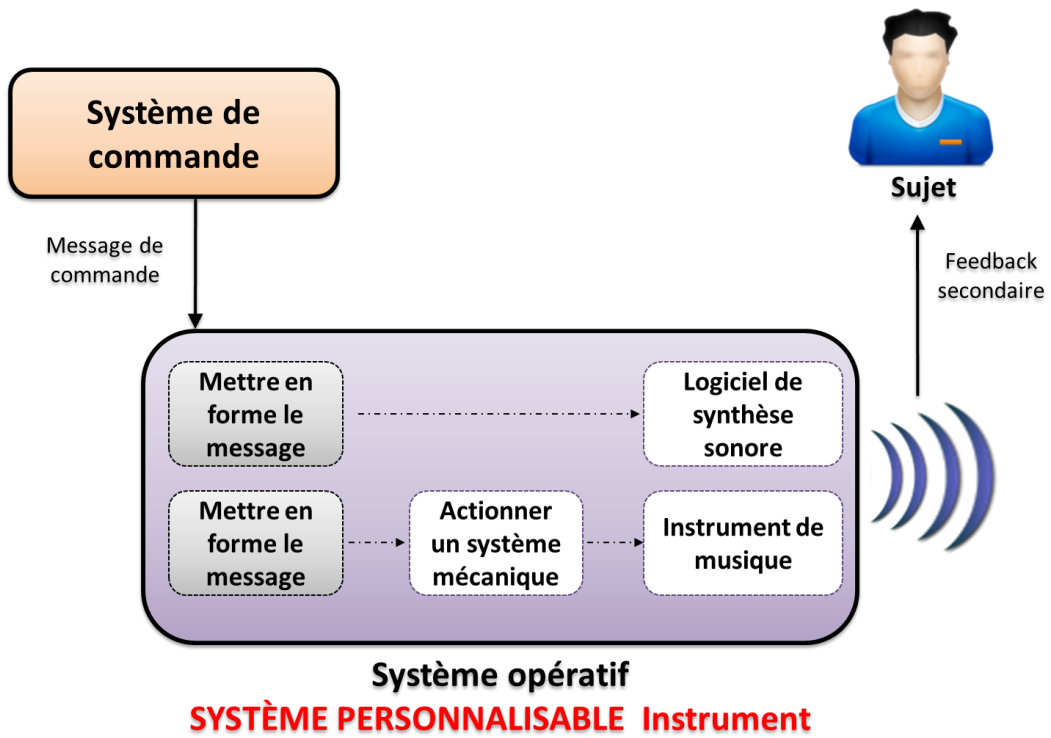 Système de
commande
Sujet
Message de
commande
Feedback
secondaire
Mettre en
forme le
message
Logiciel de
synthèse
sonore
Mettre en
forme le
message
Actionner
un système
mécanique
Instrument de
musique
Système opératif
SYSTÈME PERSONNALISABLE Instrument